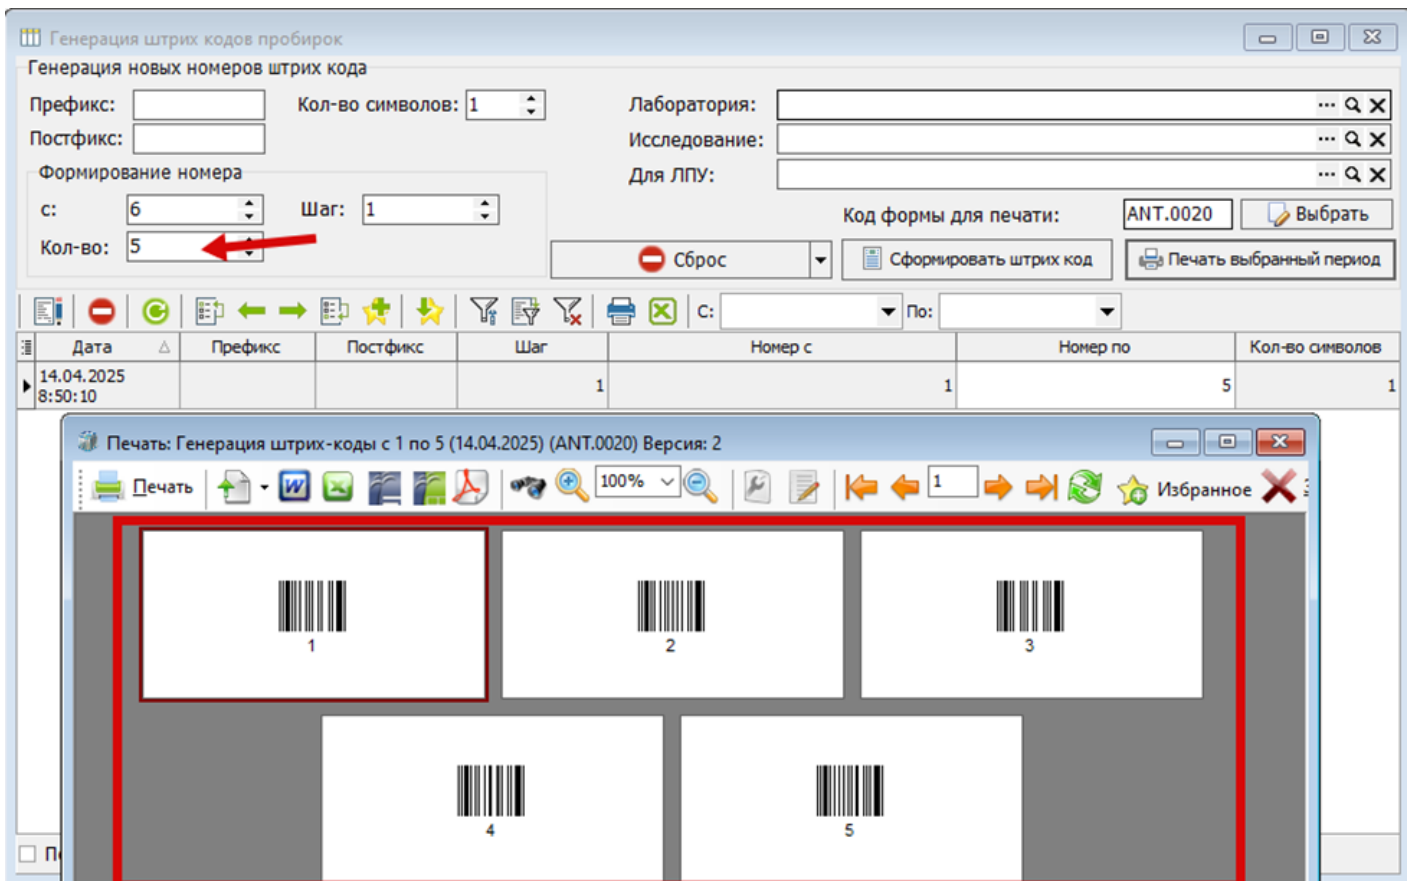 Генерация штрих кодов пробирок
Генерация новых номеров штрих кода
Префикс: Кол-во символов: 1 Лаборатория:
Постфикс: Исследование:
Формирование номера Для ЛПУ:
с: 6 Шаг: 1 Код формы для печати: ANT.0020 Выбрать
Кол-во: 5 Сброс Сформировать штрих код Печать выбранный период
С: По:
Дата Префикс Постфикс Шаг Номер с Номер по Кол-во символов
14.04.2025
8:50:10 1 1 5 1
Печать: Генерация штрих-коды с 1 по 5 (14.04.2025) (ANT.0020) Версия: 2
Печать 100% 1 Избранное
1 2 3
4 5